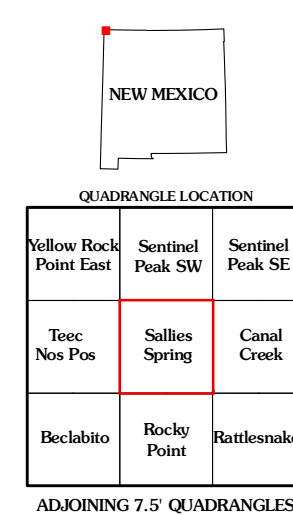 NEW MEXICO
QUADRANGLE LOCATION
Yellow Rock
Point East
Sentinel
Peak SW
Sentinel
Peak SE
Teec
Nos Pos
Sallies
Spring
Canal
Creek
Beclabito
Rocky
Point
Rattlesnake
ADJOINING 7.5' QUADRANGLES